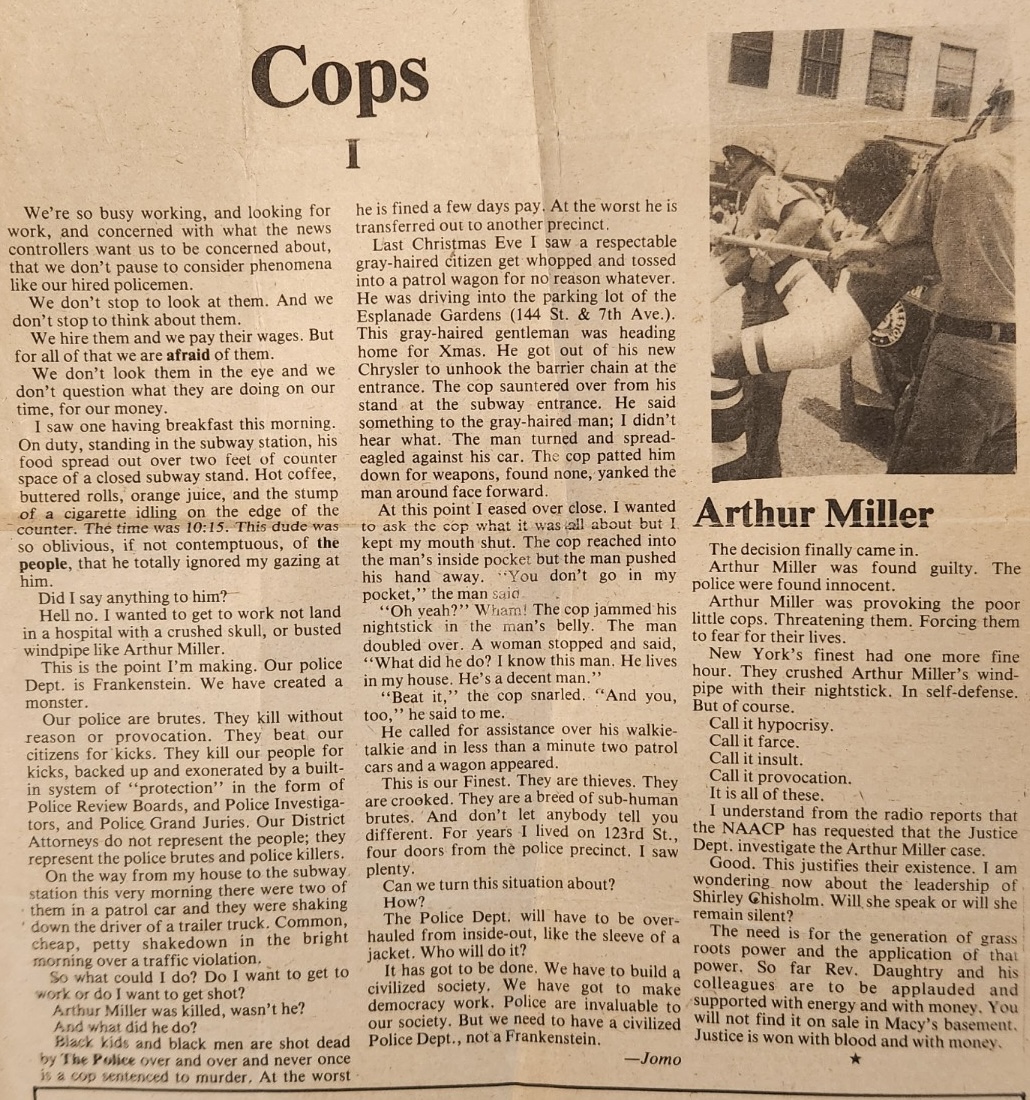 Cops
I
We're so busy working, and looking for
work, and concerned with what the news
controllers want us to be concerned about,
that we don't pause to consider phenomena
like our hired policemen.
We don't stop to look at them. And we
don't stop to think about them.
We hire them and we pay their wages. But
for all of that we are afraid of them.
We don't look them in the eye and we
don't question what they are doing on our
time, for our money.
I saw one having breakfast this morning.
On duty, standing in the subway station, his
food spread out over two feet of counter
space of a closed subway stand. Hot coffee,
buttered rolls, orange juice, and the stump
of a cigarette idling on the edge of the
counter. The time was 10:15. This dude was
so oblivious, if not contemptuous, of the
people, that he totally ignored my gazing at
him.
Did I say anything to him?
Hell no. I wanted to get to work not land
in a hospital with a crushed skull, or busted
windpipe like Arthur Miller.
This is the point I'm making. Our police
Dept. is Frankenstein. We have created a
monster.
Our police are brutes. They kill without
reason or provocation. They beat our
citizens for kicks. They kill our people for
kicks, backed up and exonerated by a built-
in system of "protection" in the form of
Police Review Boards, and Police Investiga-
tors, and Police Grand Juries. Our District
Attorneys do not represent the people; they
represent the police brutes and police killers.
On the way from my house to the subway
station this very morning there were two of
them in a patrol car and they were shaking
down the driver of a trailer truck. Common,
cheap, petty shakedown in the bright
morning over a traffic violation.
So what could I do? Do I want to get to
work or do I want to get shot?
Arthur Miller was killed, wasn't he?
And what did he do?
Black kids and black men are shot dead
by The Police over and over and never once
is a cop sentenced to murder. At the worst
he is fined a few days pay. At the worst he is
transferred out to another precinct.
Last Christmas Eve I saw a respectable
gray-haired citizen get whopped and tossed
into a patrol wagon for no reason whatever.
He was driving into the parking lot of the
Esplanade Gardens (144 St. & 7th Ave.).
This gray-haired gentleman was heading
home for Xmas. He got out of his new
Chrysler to unhook the barrier chain at the
entrance. The cop sauntered over from his
stand at the subway entrance. He said
something to the gray-haired man; I didn't
hear what. The man turned and spread-
eagled against his car. The cop patted him
down for weapons, found none, yanked the
man around face forward.
At this point I eased over close. I wanted
to ask the cop what it was all about but I
kept my mouth shut. The cop reached into
the man's inside pocket but the man pushed
his hand away. "You don't go in my
pocket," the man said.
"Oh yeah?" Wham! The cop jammed his
nightstick in the man's belly. The man
doubled over. A woman stopped and said,
"What did he do? I know this man. He lives
in my house. He's a decent man."
"Beat it," the cop snarled. "And you,
too," he said to me.
He called for assistance over his walkie-
talkie and in less than a minute two patrol
cars and a wagon appeared.
This is our Finest. They are thieves. They
are crooked. They are a breed of sub-human
brutes. And don't let anybody tell you
different. For years I lived on 123rd St.,
four doors from the police precinct. I saw
plenty.
Can we turn this situation about?
How?
The Police Dept. will have to be over-
hauled from inside-out, like the sleeve of a
jacket. Who will do it?
It has got to be done. We have to build a
civilized society. We have got to make
democracy work. Police are invaluable to
our society. But we need to have a civilized
Police Dept., not a Frankenstein.
—Jomo
Arthur Miller
The decision finally came in.
Arthur Miller was found guilty. The
police were found innocent.
Arthur Miller was provoking the poor
little cops. Threatening them. Forcing them
to fear for their lives.
New York's finest had one more fine
hour. They crushed Arthur Miller's wind-
pipe with their nightstick. In self-defense.
But of course.
Call it hypocrisy.
Call it farce.
Call it insult.
Call it provocation.
It is all of these.
I understand from the radio reports that
the NAACP has requested that the Justice
Dept. investigate the Arthur Miller case.
Good. This justifies their existence. I am
wondering now about the leadership of
Shirley Chisholm. Will she speak or will she
remain silent?
The need is for the generation of grass
roots power and the application of that
power. So far Rev. Daughtry and his
colleagues are to be applauded and
supported with energy and with money. You
will not find it on sale in Macy's basement.
Justice is won with blood and with money.